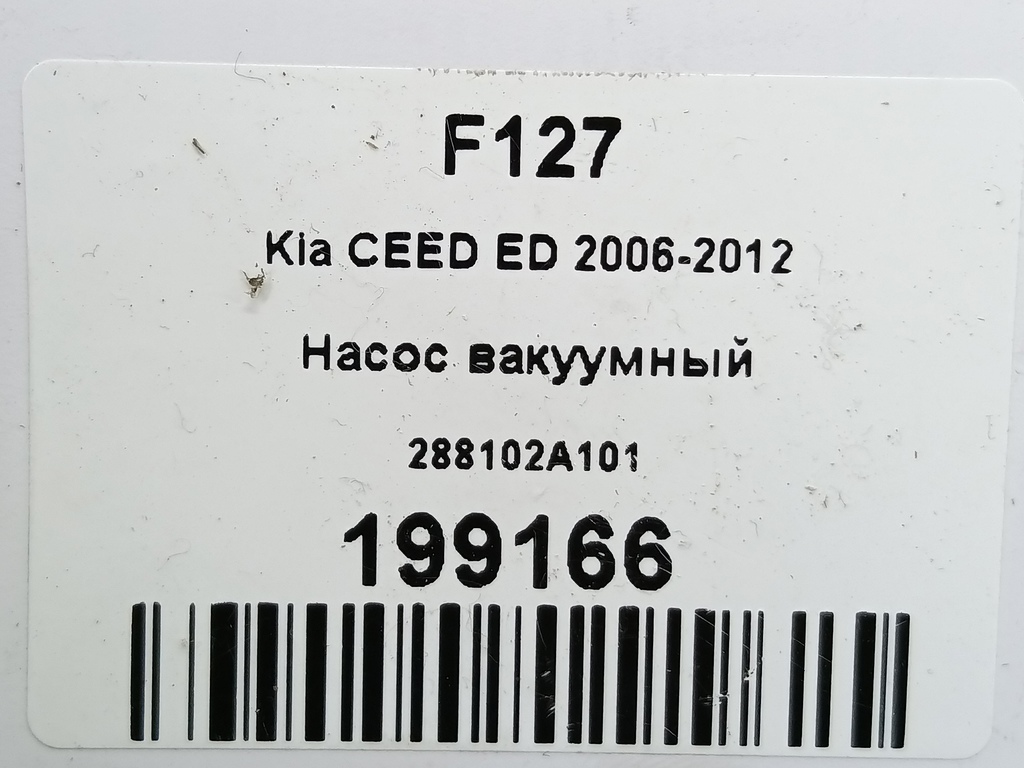 F127
Kia CEED ED 2006-2012
Насос вакуумный
288102A101
199166